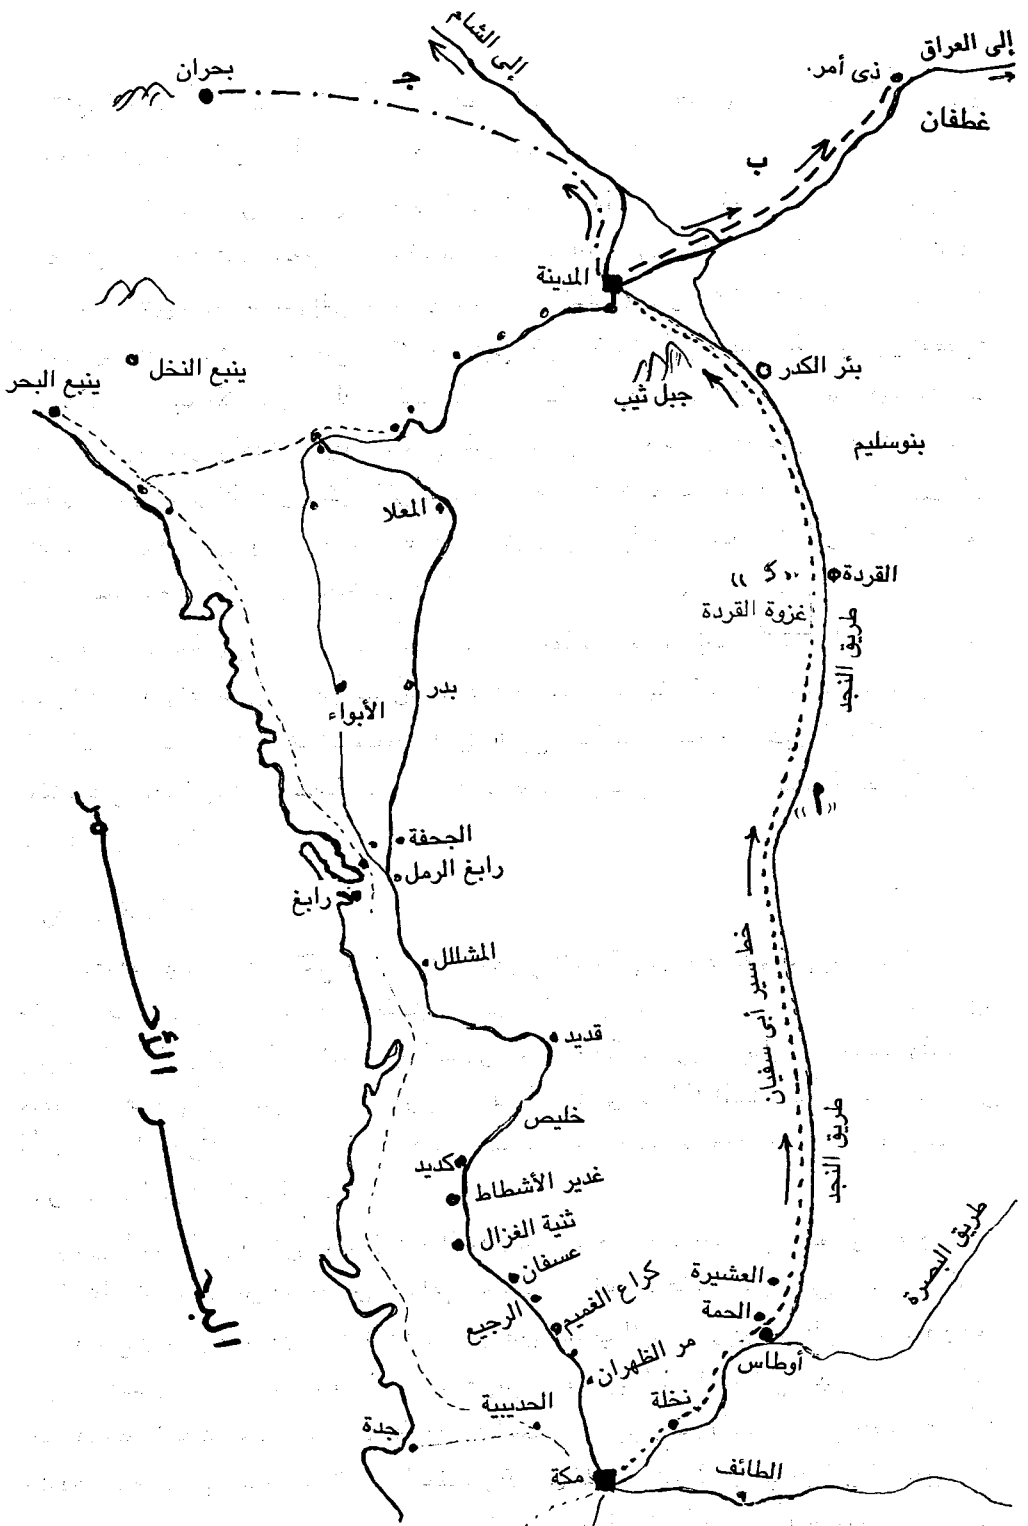 إلى الشام
إلى العراق
بحران
جـ
ذى أمر.
غطفان
ب
المدينة
ينبع النخل
ينبع البحر
بئر الكدر
جبل ثيب
بنوسليم
المعلا
القردة
«ى»
غزوة القردة
طريق النجد
بدر
الأبواء
«أ»
الجحفة
رابغ الرمل
رابغ
المشللل
خط سير أبى سفيان
قديد
خليص
طريق النجد
كديد
غدير الأشطاط
ثنية الغزال
عسفان
الرجيع
كراع الغميم
العشيرة
الحمة
طريق البصرة
أوطاس
مر الظهران
نخلة
الحديبية
جدة
مكة
الطائف
البحر الأحمر